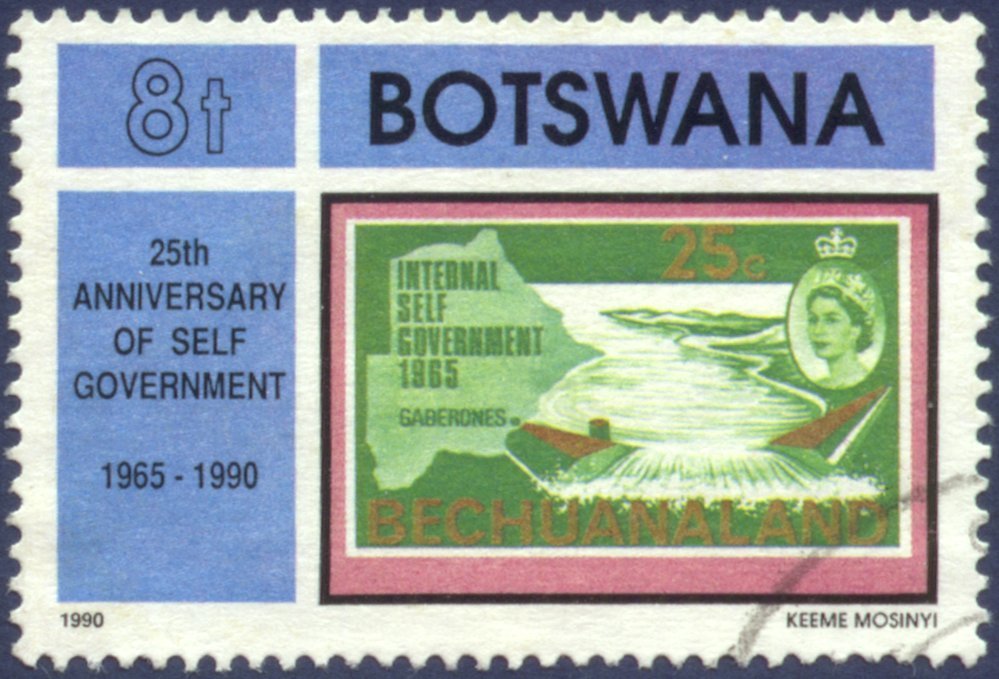 8t
BOTSWANA
25th
ANNIVERSARY
OF SELF
GOVERNMENT
1965 - 1990
25c
INTERNAL
SELF
GOVERNMENT
1965
GABERONES
BECHUANALAND
1990
KEEME MOSINYI